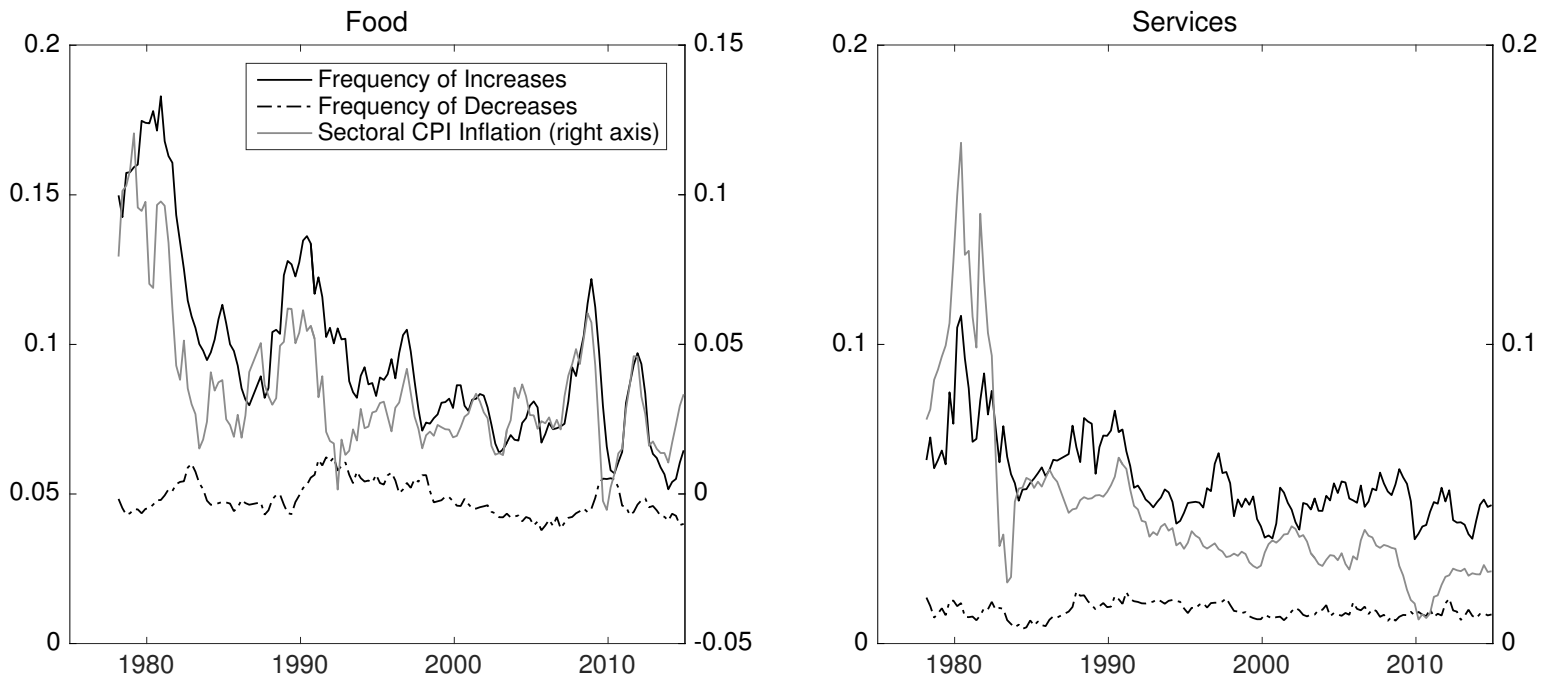 Food
0.2
0.15
0.1
0.05
0
0.15
0.1
0.05
0
-0.05
Frequency of Increases
Frequency of Decreases
Sectoral CPI Inflation (right axis)
1980 1990 2000 2010
Services
0.2
0.1
0
0.2
0.1
0
1980 1990 2000 2010